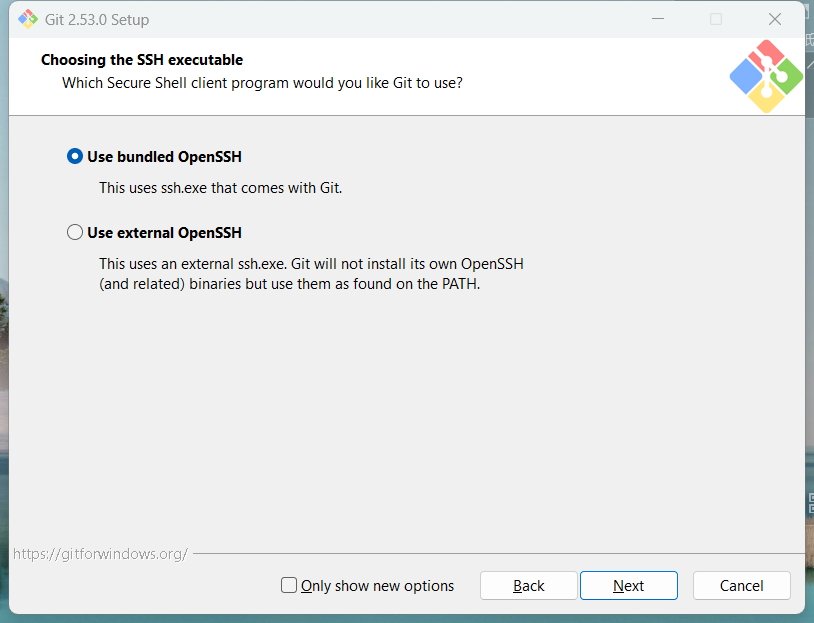 Git 2.53.0 Setup
Choosing the SSH executable
Which Secure Shell client program would you like Git to use?
Use bundled OpenSSH
This uses ssh.exe that comes with Git.
Use external OpenSSH
This uses an external ssh.exe. Git will not install its own OpenSSH
(and related) binaries but use them as found on the PATH.
https://gitforwindows.org/
Only show new options
Back
Next
Cancel